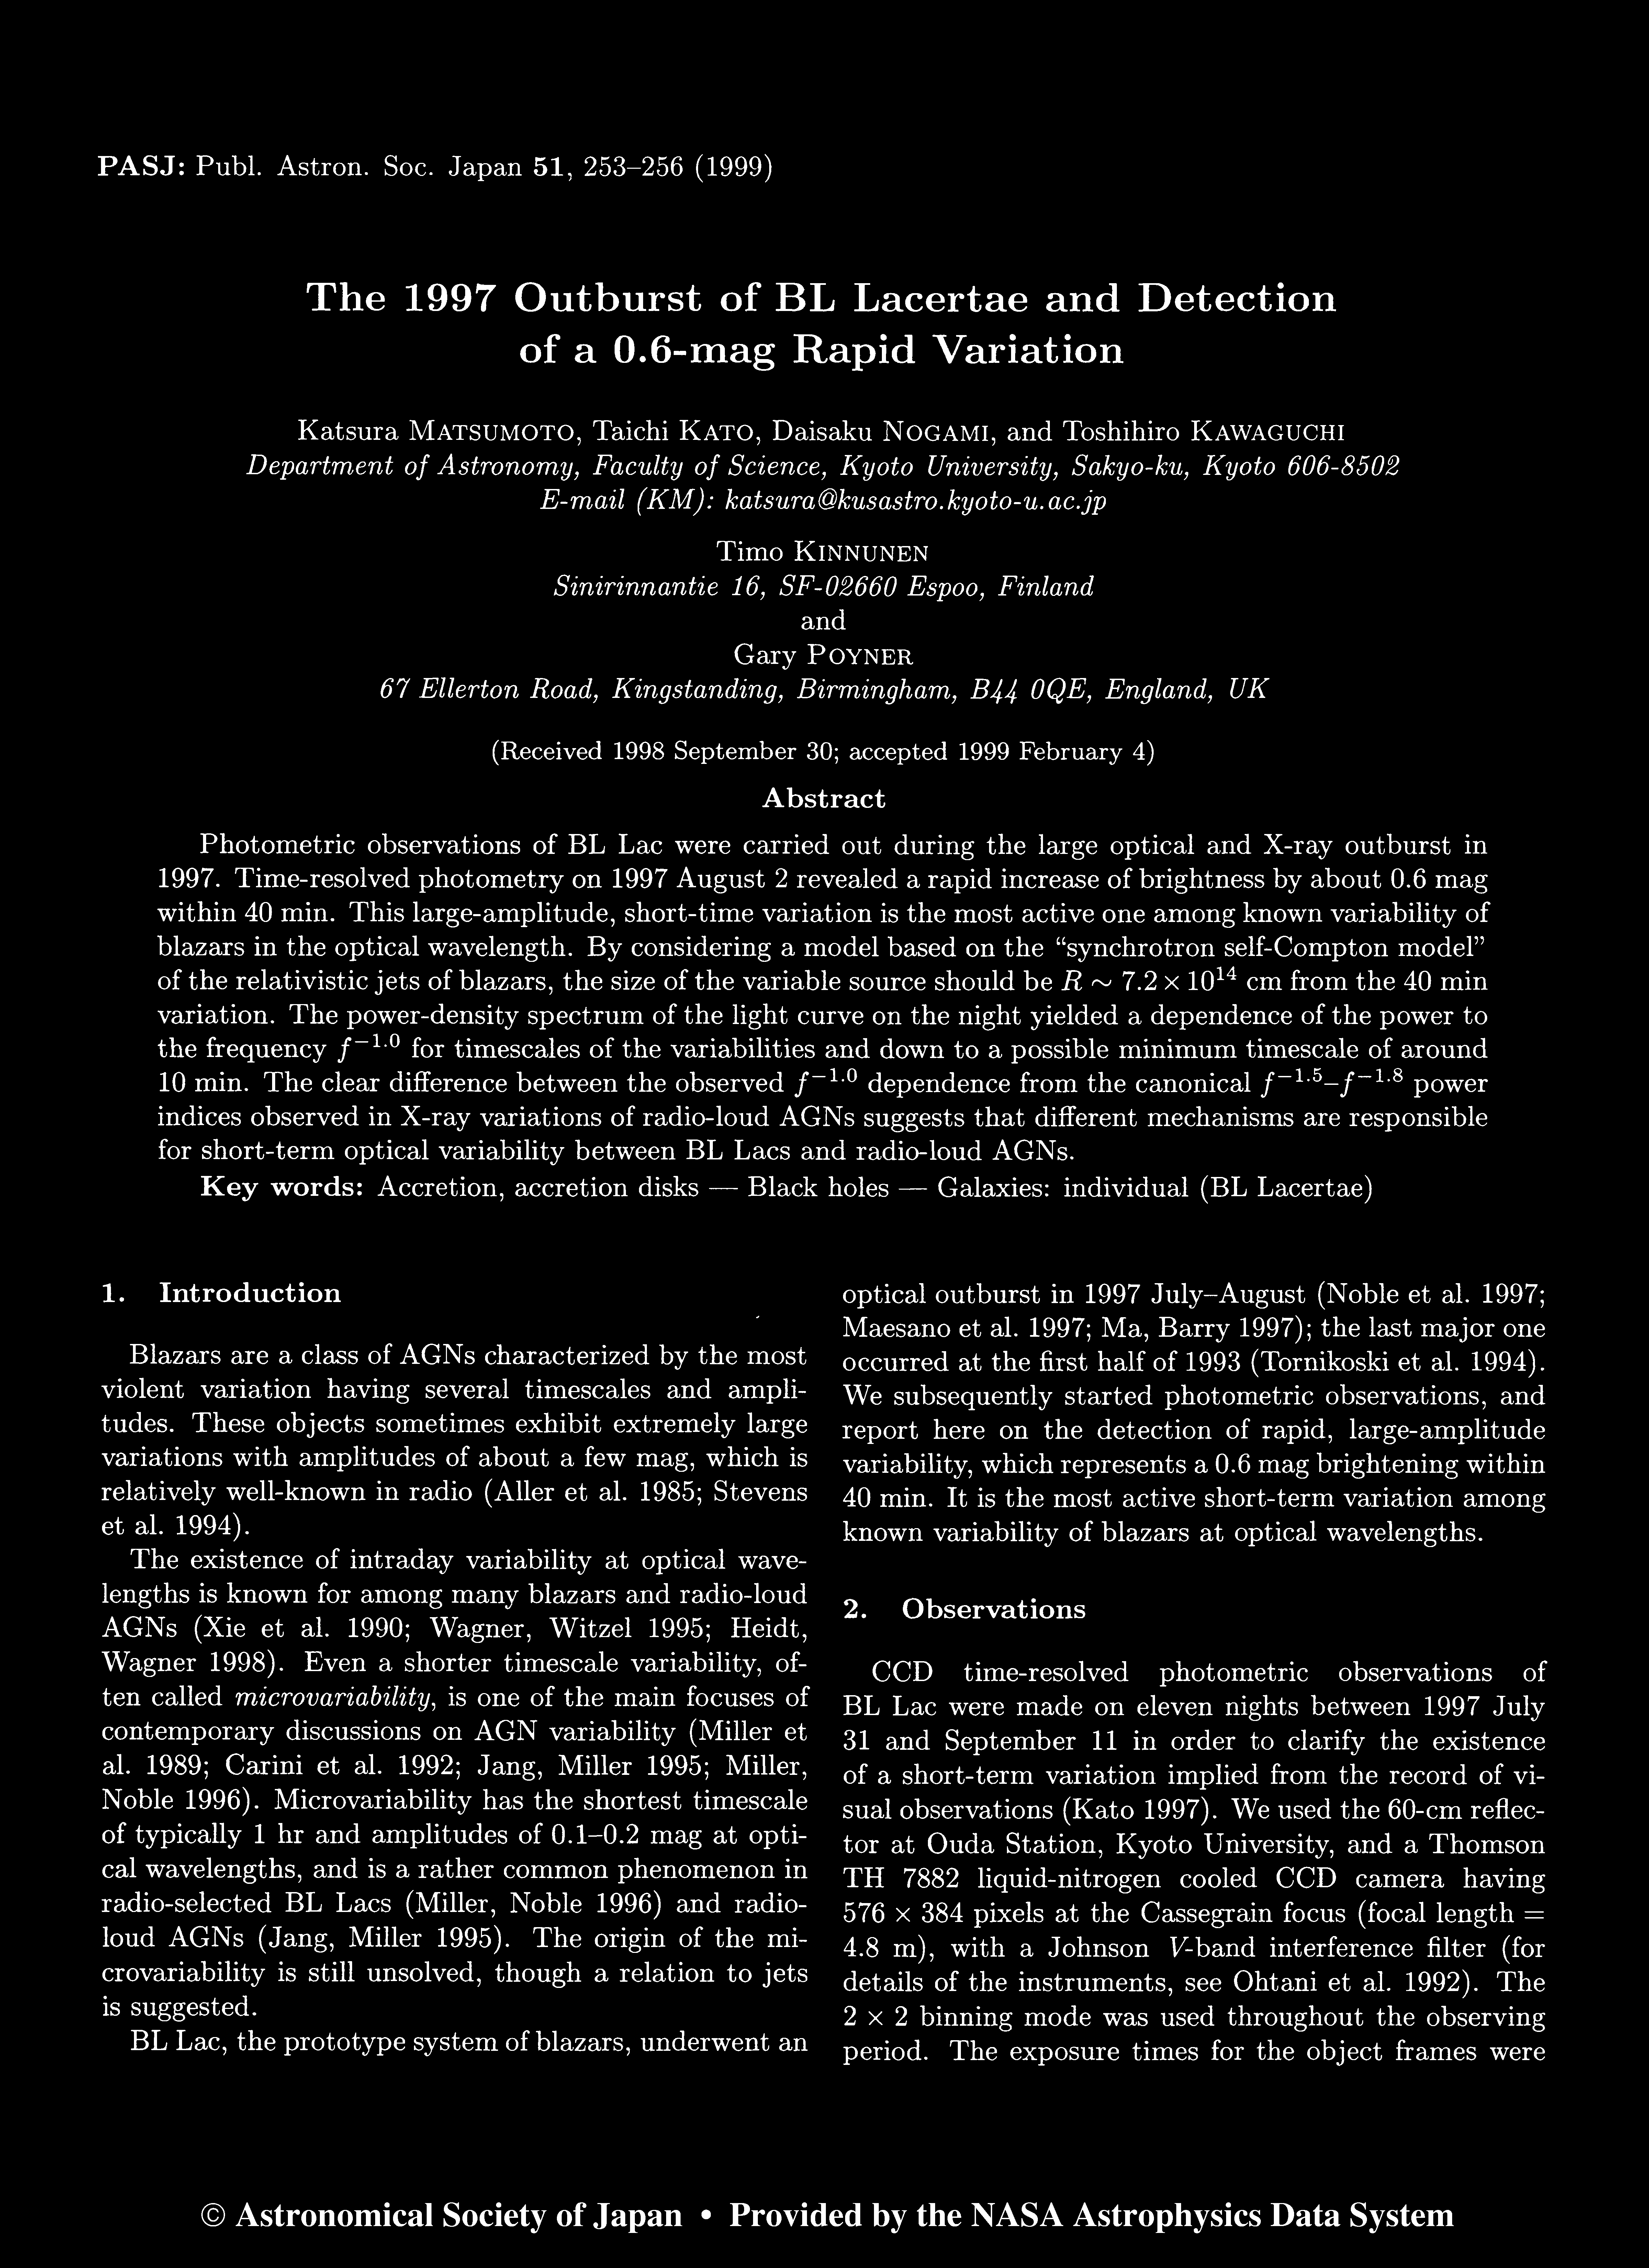 PASJ: Publ. Astron. Soc. Japan 51, 253–256 (1999)
The 1997 Outburst of BL Lacertae and Detection
of a 0.6-mag Rapid Variation
Katsura MATSUMOTO, Taichi KATO, Daisaku NOGAMI, and Toshihiro KAWAGUCHI
Department of Astronomy, Faculty of Science, Kyoto University, Sakyo-ku, Kyoto 606-8502
E-mail (KM): katsura@kusastro.kyoto-u.ac.jp
Timo KINNUNEN
Sinirinnantie 16, SF-02660 Espoo, Finland
and
Gary POYNER
67 Ellerton Road, Kingstanding, Birmingham, B44 0QE, England, UK
(Received 1998 September 30; accepted 1999 February 4)
Abstract
Photometric observations of BL Lac were carried out during the large optical and X-ray outburst in
1997. Time-resolved photometry on 1997 August 2 revealed a rapid increase of brightness by about 0.6 mag
within 40 min. This large-amplitude, short-time variation is the most active one among known variability of
blazars in the optical wavelength. By considering a model based on the “synchrotron self-Compton model”
of the relativistic jets of blazars, the size of the variable source should be R ∼ 7.2 × 10¹⁴ cm from the 40 min
variation. The power-density spectrum of the light curve on the night yielded a dependence of the power to
the frequency f⁻¹·⁰ for timescales of the variabilities and down to a possible minimum timescale of around
10 min. The clear difference between the observed f⁻¹·⁰ dependence from the canonical f⁻¹·⁵–f⁻¹·⁸ power
indices observed in X-ray variations of radio-loud AGNs suggests that different mechanisms are responsible
for short-term optical variability between BL Lacs and radio-loud AGNs.
Key words: Accretion, accretion disks — Black holes — Galaxies: individual (BL Lacertae)
1. Introduction
Blazars are a class of AGNs characterized by the most
violent variation having several timescales and ampli-
tudes. These objects sometimes exhibit extremely large
variations with amplitudes of about a few mag, which is
relatively well-known in radio (Aller et al. 1985; Stevens
et al. 1994).
The existence of intraday variability at optical wave-
lengths is known for among many blazars and radio-loud
AGNs (Xie et al. 1990; Wagner, Witzel 1995; Heidt,
Wagner 1998). Even a shorter timescale variability, of-
ten called microvariability, is one of the main focuses of
contemporary discussions on AGN variability (Miller et
al. 1989; Carini et al. 1992; Jang, Miller 1995; Miller,
Noble 1996). Microvariability has the shortest timescale
of typically 1 hr and amplitudes of 0.1–0.2 mag at opti-
cal wavelengths, and is a rather common phenomenon in
radio-selected BL Lacs (Miller, Noble 1996) and radio-
loud AGNs (Jang, Miller 1995). The origin of the mi-
crovariability is still unsolved, though a relation to jets
is suggested.
BL Lac, the prototype system of blazars, underwent an
optical outburst in 1997 July–August (Noble et al. 1997;
Maesano et al. 1997; Ma, Barry 1997); the last major one
occurred at the first half of 1993 (Tornikoski et al. 1994).
We subsequently started photometric observations, and
report here on the detection of rapid, large-amplitude
variability, which represents a 0.6 mag brightening within
40 min. It is the most active short-term variation among
known variability of blazars at optical wavelengths.
2. Observations
CCD time-resolved photometric observations of
BL Lac were made on eleven nights between 1997 July
31 and September 11 in order to clarify the existence
of a short-term variation implied from the record of vi-
sual observations (Kato 1997). We used the 60-cm reflec-
tor at Ouda Station, Kyoto University, and a Thomson
TH 7882 liquid-nitrogen cooled CCD camera having
576 × 384 pixels at the Cassegrain focus (focal length =
4.8 m), with a Johnson V-band interference filter (for
details of the instruments, see Ohtani et al. 1992). The
2 × 2 binning mode was used throughout the observing
period. The exposure times for the object frames were
© Astronomical Society of Japan • Provided by the NASA Astrophysics Data System